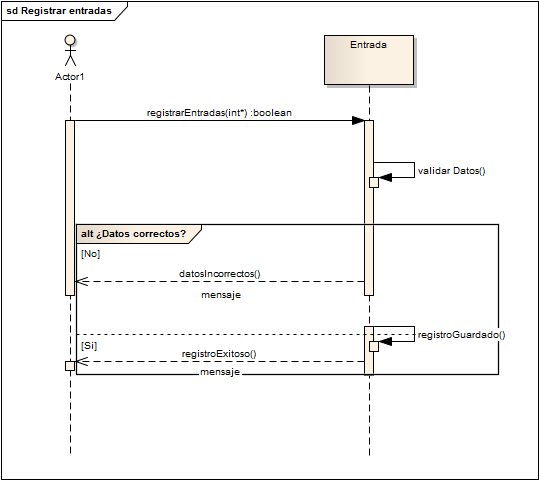 sd Registrar entradas
Actor1
Entrada
registrarEntradas(int*) :boolean
validar Datos()
alt ¿Datos correctos?
[No]
datosIncorrectos()
mensaje
registroGuardado()
[Si]
registroExitoso()
mensaje